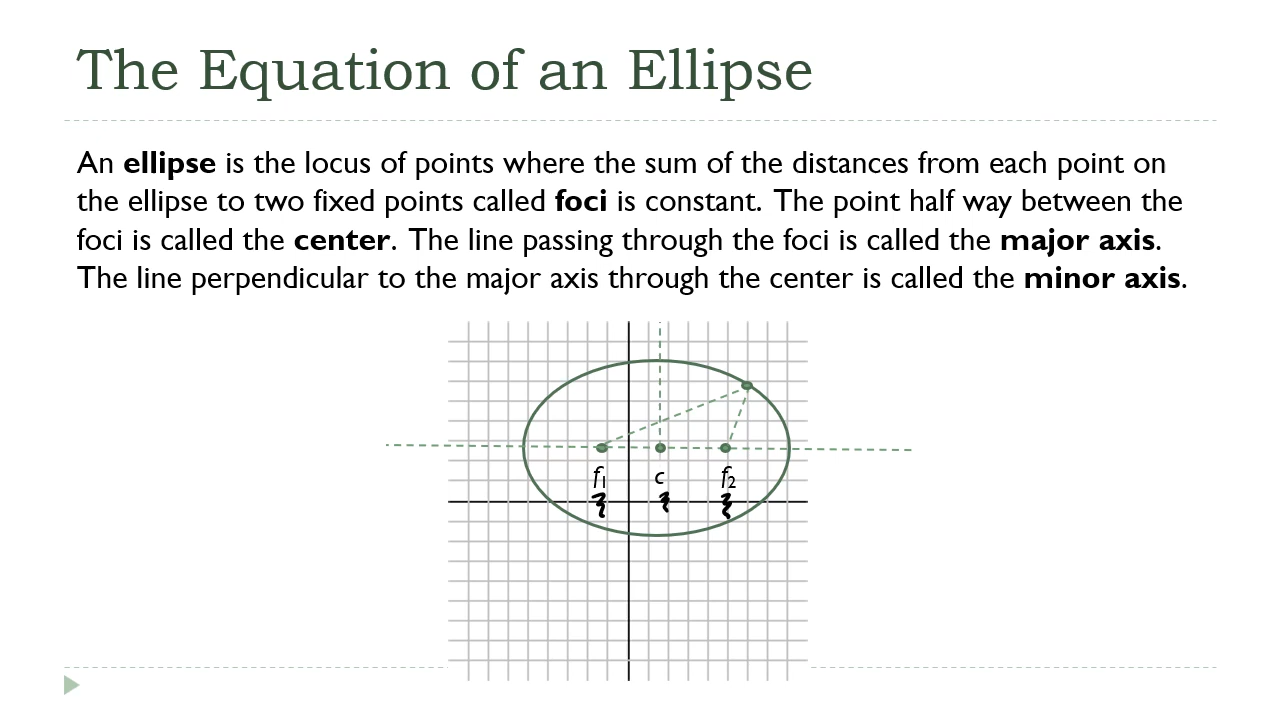 The Equation of an Ellipse
An ellipse is the locus of points where the sum of the distances from each point on
the ellipse to two fixed points called foci is constant. The point half way between the
foci is called the center. The line passing through the foci is called the major axis.
The line perpendicular to the major axis through the center is called the minor axis.
f₁ c f₂